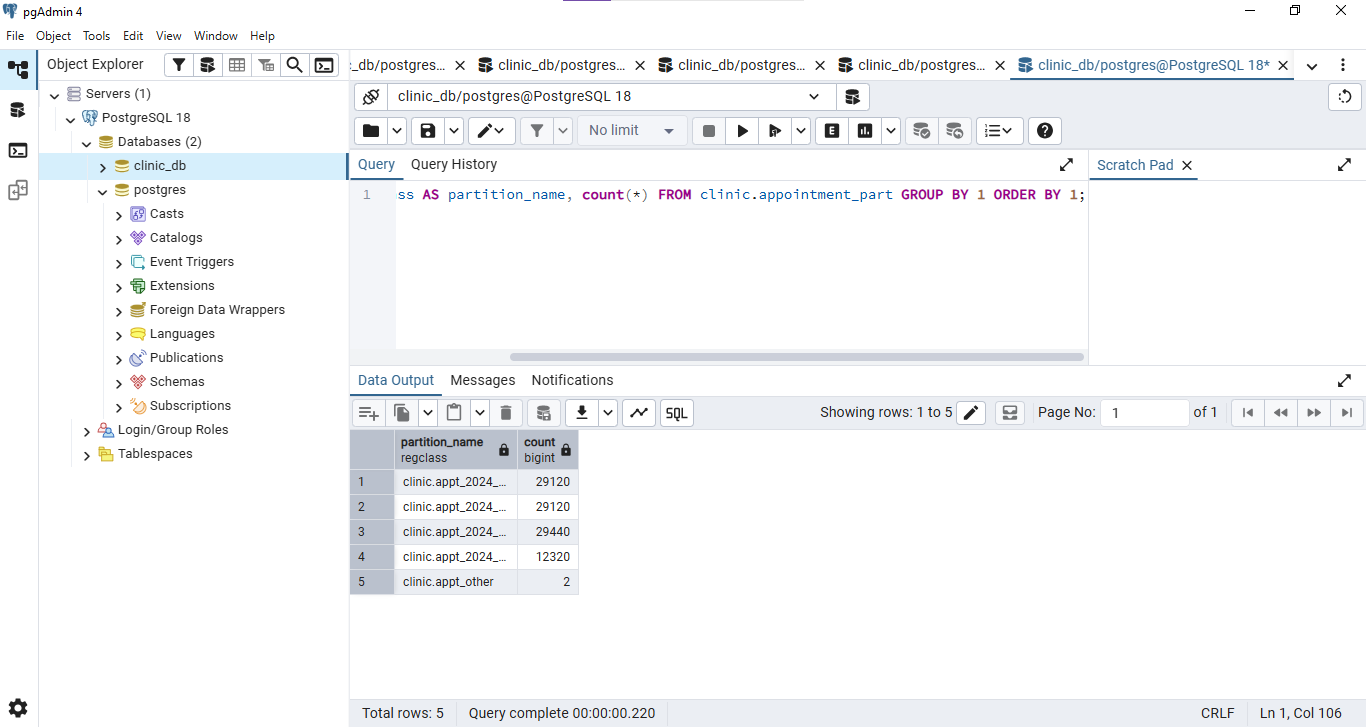 pgAdmin 4
File Object Tools Edit View Window Help
Object Explorer
Servers (1)
PostgreSQL 18
Databases (2)
clinic_db
postgres
Casts
Catalogs
Event Triggers
Extensions
Foreign Data Wrappers
Languages
Publications
Schemas
Subscriptions
Login/Group Roles
Tablespaces
_db/postgres... clinic_db/postgres... clinic_db/postgres... clinic_db/postgres... clinic_db/postgres@PostgreSQL 18*
clinic_db/postgres@PostgreSQL 18
No limit
E
Query Query History
Scratch Pad
1 ss AS partition_name, count(*) FROM clinic.appointment_part GROUP BY 1 ORDER BY 1;
Data Output Messages Notifications
SQL Showing rows: 1 to 5 Page No: 1 of 1
partition_name count
regclass bigint
1 clinic.appt_2024_... 29120
2 clinic.appt_2024_... 29120
3 clinic.appt_2024_... 29440
4 clinic.appt_2024_... 12320
5 clinic.appt_other 2
Total rows: 5 Query complete 00:00:00.220 CRLF Ln 1, Col 106